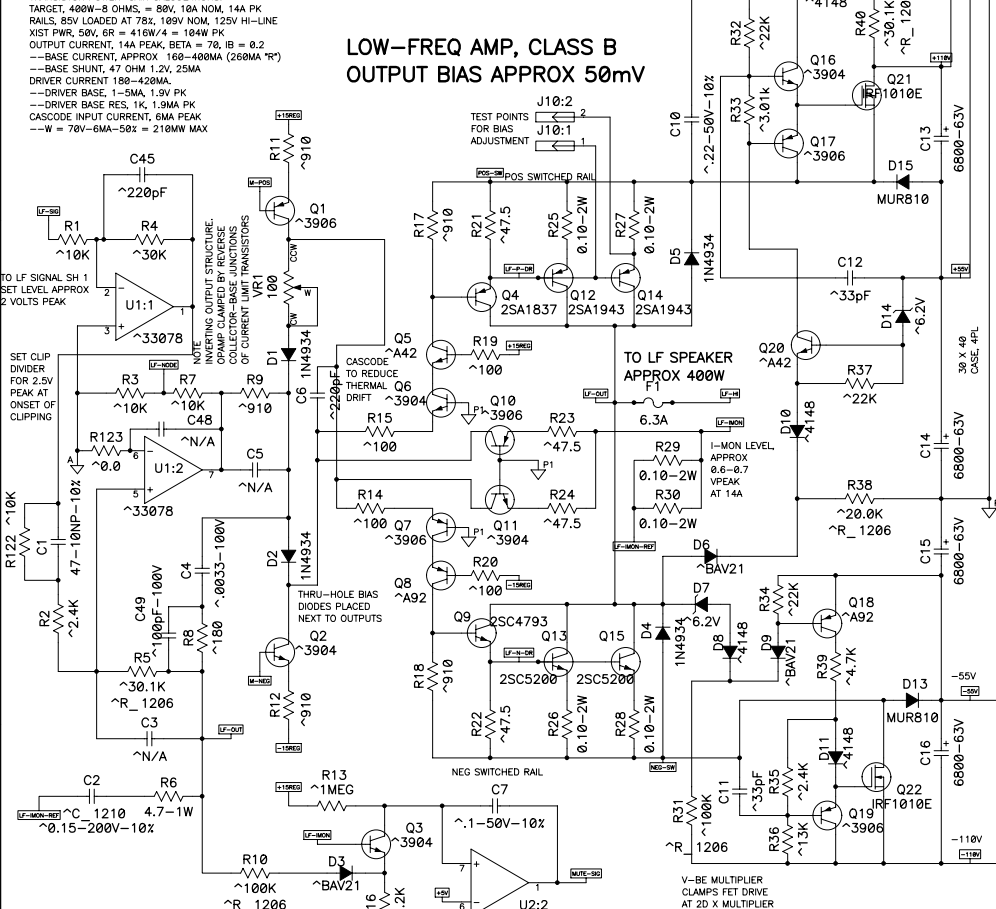 TARGET, 400W-8 OHMS, = 80V, 10A NOM, 14A PK
RAILS, 85V LOADED AT 78%, 109V NOM, 125V HI-LINE
XIST PWR, 50V, 6R = 416W/4 = 104W PK
OUTPUT CURRENT, 14A PEAK, BETA = 70, IB = 0.2
--BASE CURRENT, APPROX 160-400MA (260MA "R")
--BASE SHUNT, 47 OHM 1.2V, 25MA
DRIVER CURRENT 180-420MA.
--DRIVER BASE, 1-5MA, 1.9V PK
--DRIVER BASE RES, 1K, 1.9MA PK
CASCODE INPUT CURRENT, 6MA PEAK
--W = 70V-6MA-50% = 210MW MAX
LOW-FREQ AMP, CLASS B
OUTPUT BIAS APPROX 50mV
J10:2
2
TEST POINTS
FOR BIAS
ADJUSTMENT
J10:1
1
R32
^22K
^4148
R40
^30.1K
^R_120
Q16
^3904
Q21
IRF1010E
+110V
R33
^3.01k
Q17
^3906
C10
^.22-50V-10%
C13
6800-63V
D15
MUR810
+15REG
R11
^910
C45
^220pF
M-POS
Q1
^3906
POS-SW
POS SWITCHED RAIL
LF-SIG
R1
^10K
R4
^30K
NOTE
INVERTING OUTPUT STRUCTURE.
OPAMP CLAMPED BY REVERSE
COLLECTOR-BASE JUNCTIONS
OF CURRENT LIMIT TRANSISTORS
CCW
VR1
100
W
CW
R17
^910
R21
^47.5
R25
0.10-2W
R27
0.10-2W
D5
1N4934
C12
^33pF
+55V
TO LF SIGNAL SH 1
SET LEVEL APPROX
2 VOLTS PEAK
2
3
U1:1
1
^33078
LF-P-DR
Q4
2SA1837
Q12
2SA1943
Q14
2SA1943
D14
^6.2V
Q20
^A42
30 X 40
CASE, 4PL
SET CLIP
DIVIDER
FOR 2.5V
PEAK AT
ONSET OF
CLIPPING
LF-NODE
D1
1N4934
Q5
^A42
R19
^100
+15REG
CASCODE
TO REDUCE
THERMAL
DRIFT
TO LF SPEAKER
APPROX 400W
R37
^22K
R3
^10K
R7
^10K
R9
^910
C6
^220pF
Q6
^3904
P1
Q10
^3906
LF-OUT
F1
6.3A
LF-HI
D10
^4148
C48
^N/A
R15
^100
R23
^47.5
LF-IMON
R123
^0.0
A
6
5
U1:2
7
^33078
C5
^N/A
P1
R29
0.10-2W
I-MON LEVEL,
APPROX
0.6-0.7
VPEAK
AT 14A
C14
6800-63V
R122
^10K
C1
47-10NP-10%
R14
^100
R24
^47.5
R30
0.10-2W
R38
^20.0K
^R_1206
Q7
^3906
P1
Q11
^3904
LF-IMON-REF
D2
1N4934
D6
^BAV21
C15
6800-63V
C4
^.0033-100V
Q8
^A92
R20
^100
-15REG
THRU-HOLE BIAS
DIODES PLACED
NEXT TO OUTPUTS
D7
^6.2V
R34
^22K
Q18
^A92
R2
^2.4K
C49
^100pF-100V
R8
^180
Q2
^3904
Q9
2SC4793
Q13
2SC5200
Q15
2SC5200
D4
1N4934
D8
^4148
D9
^BAV21
LF-N-DR
R39
^4.7K
R5
^30.1K
^R_1206
M-NEG
R12
^910
R18
^910
-55V
-55V
D13
MUR810
C3
^N/A
LF-OUT
-15REG
R22
^47.5
R26
0.10-2W
R28
0.10-2W
D11
^4148
C16
6800-63V
NEG SWITCHED RAIL
NEG-SW
C2
^C_1210
^0.15-200V-10%
LF-IMON-REF
R6
4.7-1W
+15REG
R13
^1MEG
C7
^.1-50V-10%
C11
^33pF
R35
^2.4K
Q22
IRF1010E
R31
^100K
^R_1206
R36
^13K
Q19
^3906
LF-IMON
Q3
^3904
-110V
-110V
R10
^100K
^R_1206
D3
^BAV21
7
6
+5V
1
U2:2
MUTE-SIG
V-BE MULTIPLIER
CLAMPS FET DRIVE
AT 2D X MULTIPLIER